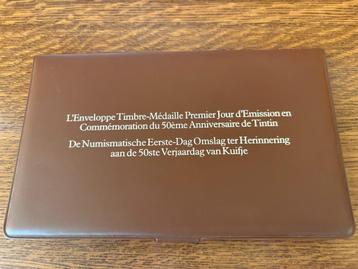 L'Enveloppe Timbre-Médaille Premier Jour d'Emission en
Commémoration du 50ème Anniversaire de Tintin
De Numismatische Eerste-Dag Omslag ter Herinnering
aan de 50ste Verjaardag van Kuifje